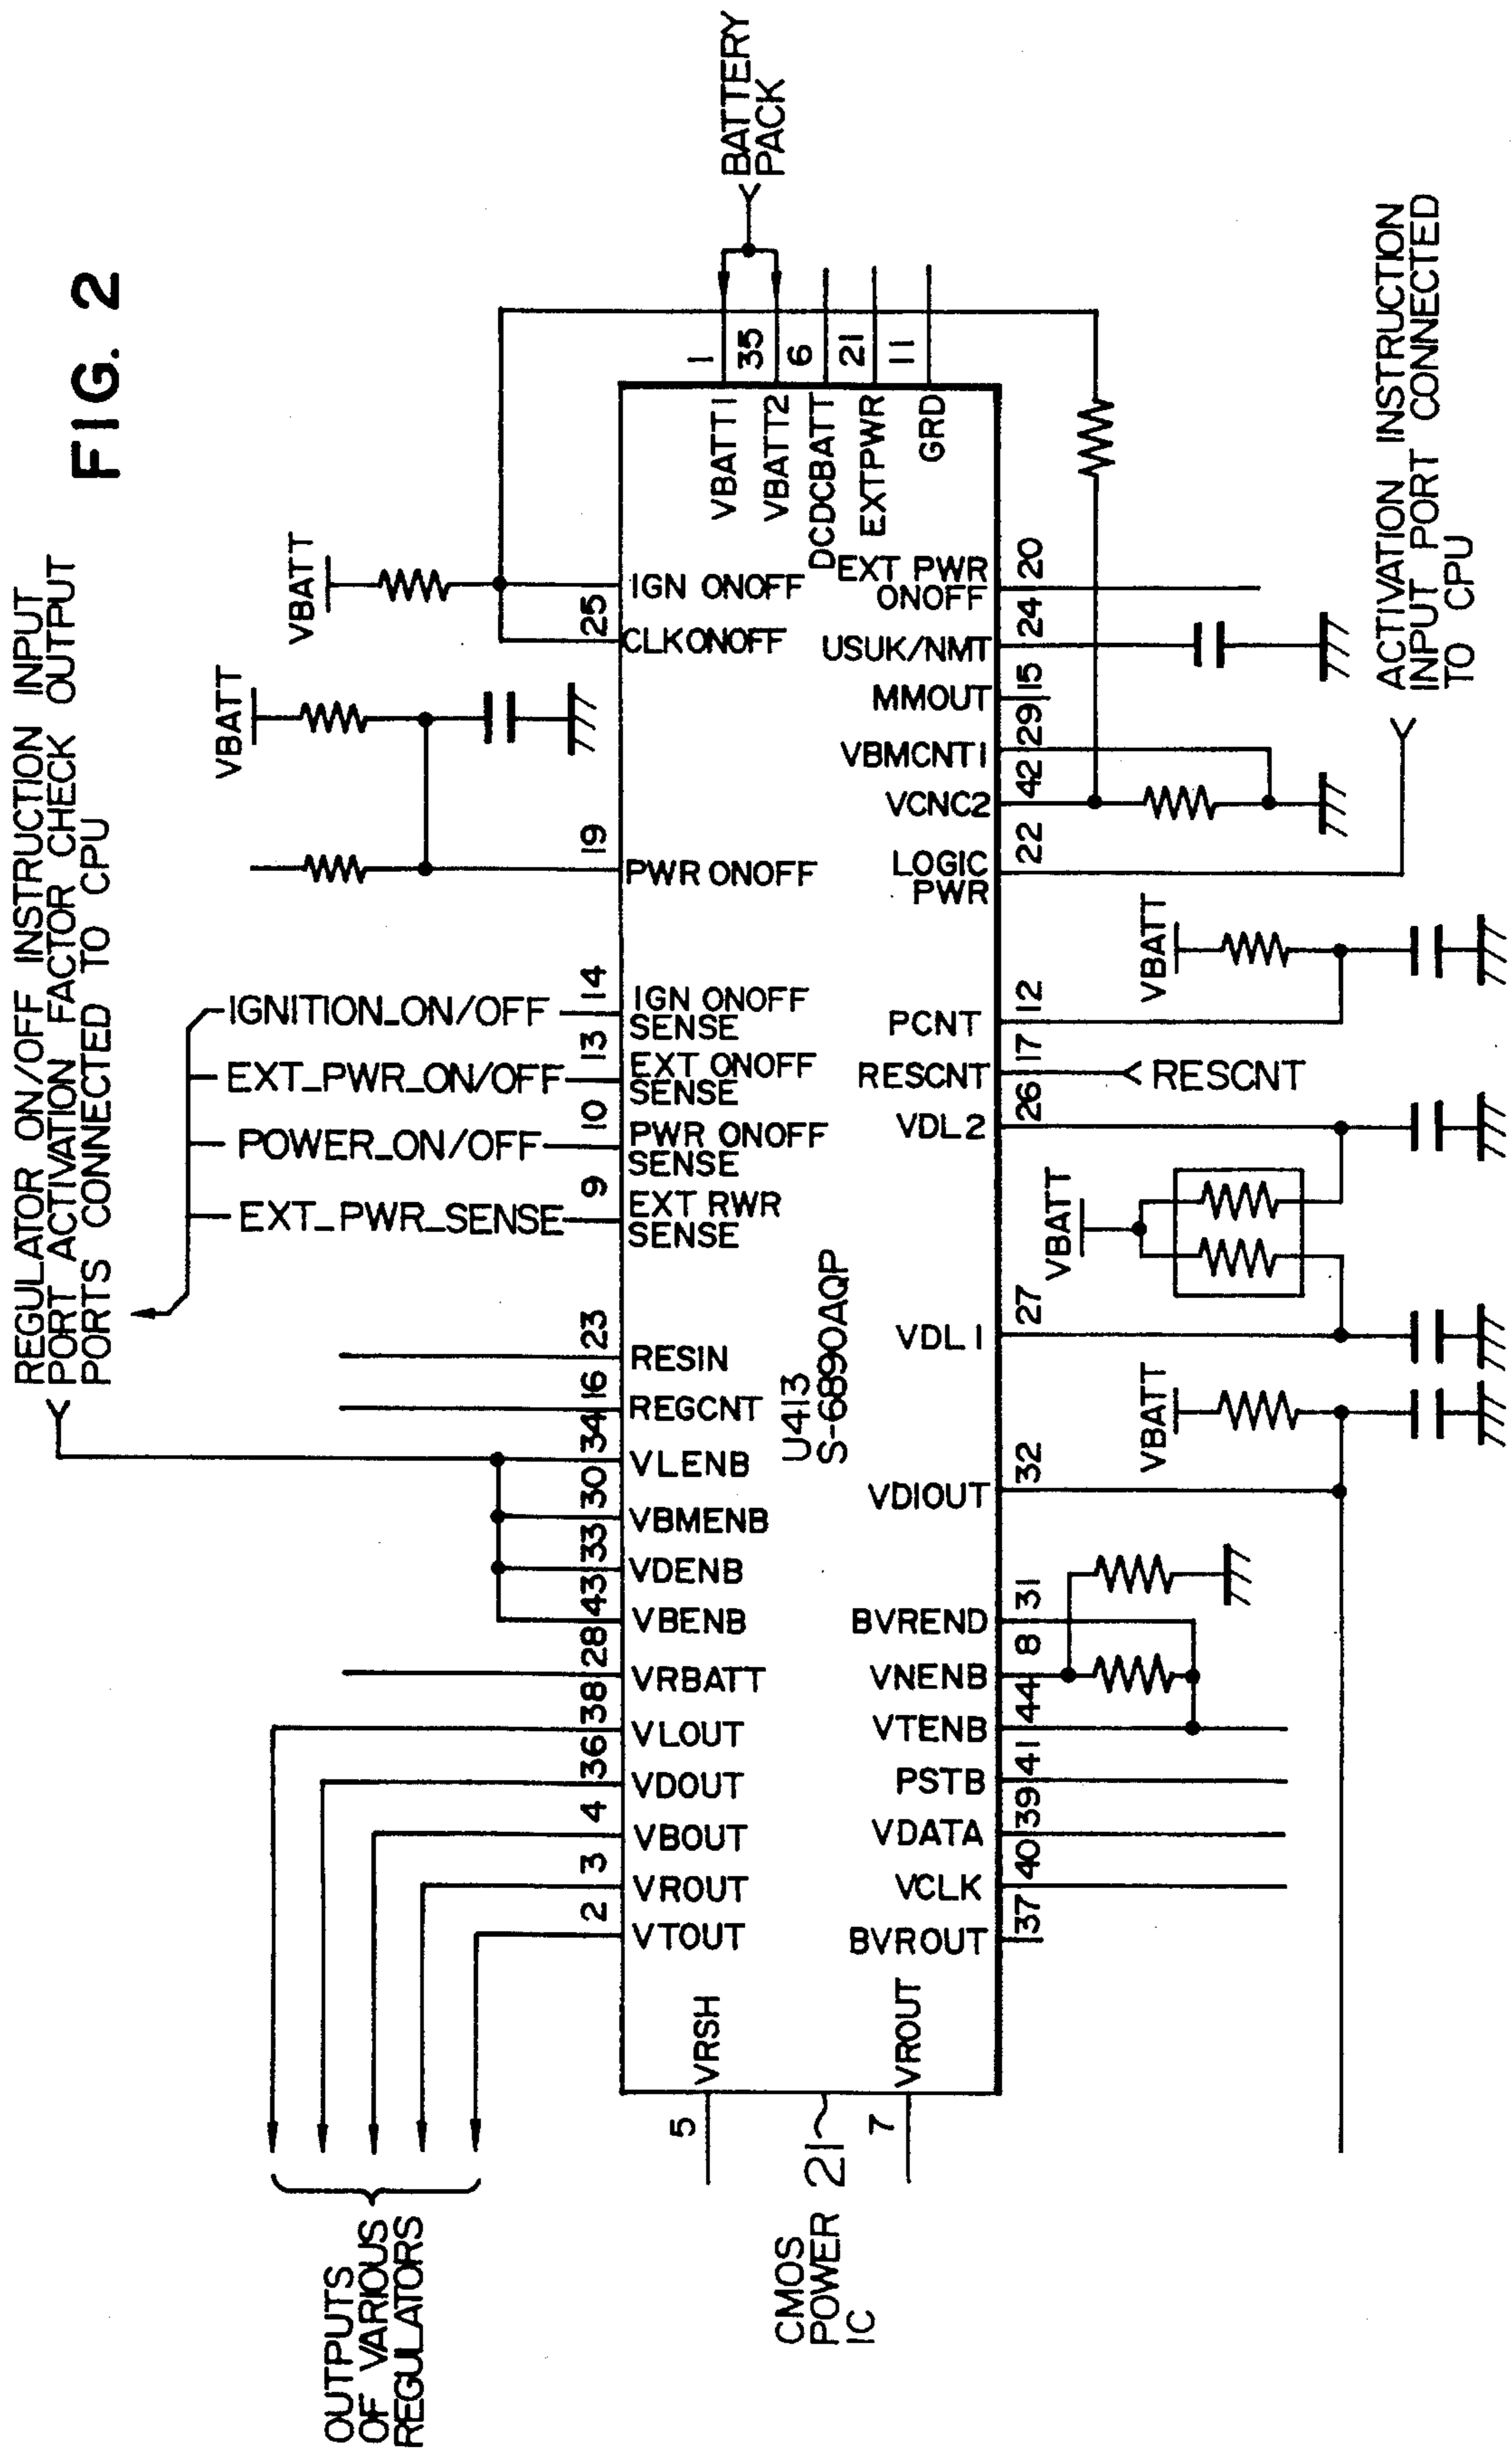 FIG. 2
REGULATOR ON/OFF INSTRUCTION INPUT
PORT ACTIVATION FACTOR CHECK OUTPUT
PORTS CONNECTED TO CPU
OUTPUTS
OF VARIOUS
REGULATORS
IGNITION_ON/OFF
EXT_PWR_ON/OFF
POWER_ON/OFF
EXT_PWR_SENSE
VBATT
VBATT
2
3
4
36
38
28
43
33
30
34
16
23
9
10
13
14
19
25
VTOUT
VROUT
VBOUT
VDOUT
VLOUT
VRBATT
VBENB
VDENB
VBMENB
VLENB
REGCNT
RESIN
EXT RWR
SENSE
PWR ONOFF
SENSE
EXT ONOFF
SENSE
IGN ONOFF
SENSE
PWR ONOFF
CLKONOFF
IGN ONOFF
5
VRSH
CMOS
POWER
IC
21
7
VROUT
U413
S-6890AQP
VBATT1
1
VBATT2
35
DCDCBATT
6
EXTPWR
21
GRD
11
BATTERY
PACK
BVROUT
VCLK
VDATA
PSTB
VTENB
VNENB
BVREND
VDIOUT
VDL1
VDL2
RESCNT
PCNT
LOGIC
PWR
VCNC2
VBMCNT1
MMOUT
USUK/NMT
EXT PWR
ONOFF
37
40
39
41
44
8
31
32
27
26
17
12
22
42
29
15
24
20
VBATT
VBATT
RESCNT
VBATT
ACTIVATION INSTRUCTION
INPUT PORT CONNECTED
TO CPU